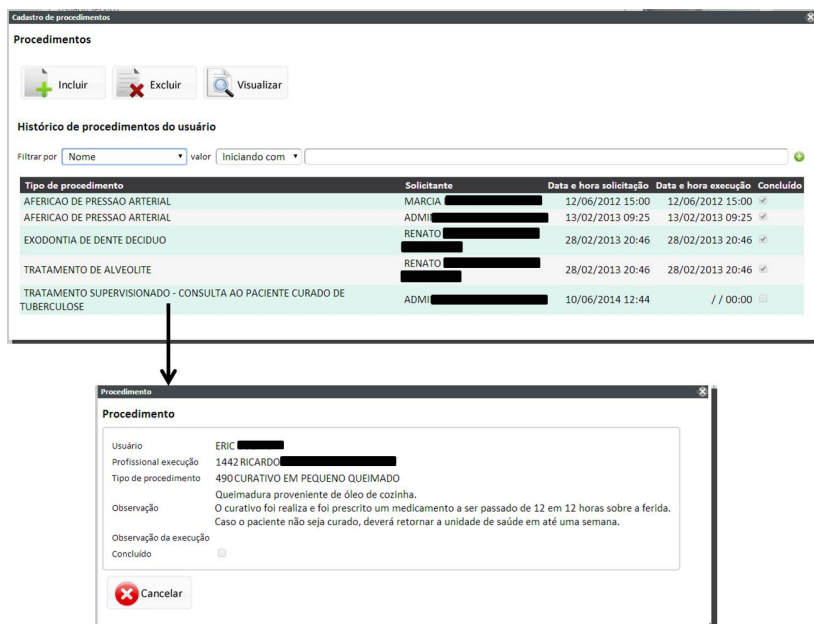 Cadastro de procedimentos
Procedimentos
Incluir Excluir Visualizar
Histórico de procedimentos do usuário
Filtrar por Nome valor Iniciando com
Tipo de procedimento Solicitante Data e hora solicitação Data e hora execução Concluído
AFERICAO DE PRESSAO ARTERIAL MARCIA 12/06/2012 15:00 12/06/2012 15:00
AFERICAO DE PRESSAO ARTERIAL ADMI 13/02/2013 09:25 13/02/2013 09:25
EXODONTIA DE DENTE DECIDUO RENATO 28/02/2013 20:46 28/02/2013 20:46
TRATAMENTO DE ALVEOLITE RENATO 28/02/2013 20:46 28/02/2013 20:46
TRATAMENTO SUPERVISIONADO - CONSULTA AO PACIENTE CURADO DE
TUBERCULOSE ADMI 10/06/2014 12:44 / / 00:00
Procedimento
Procedimento
Usuário ERIC
Profissional execução 1442 RICARDO
Tipo de procedimento 490 CURATIVO EM PEQUENO QUEIMADO
Queimadura proveniente de óleo de cozinha.
Observação O curativo foi realiza e foi prescrito um medicamento a ser passado de 12 em 12 horas sobre a ferida.
Caso o paciente não seja curado, deverá retornar a unidade de saúde em até uma semana.
Observação da execução
Concluído
Cancelar